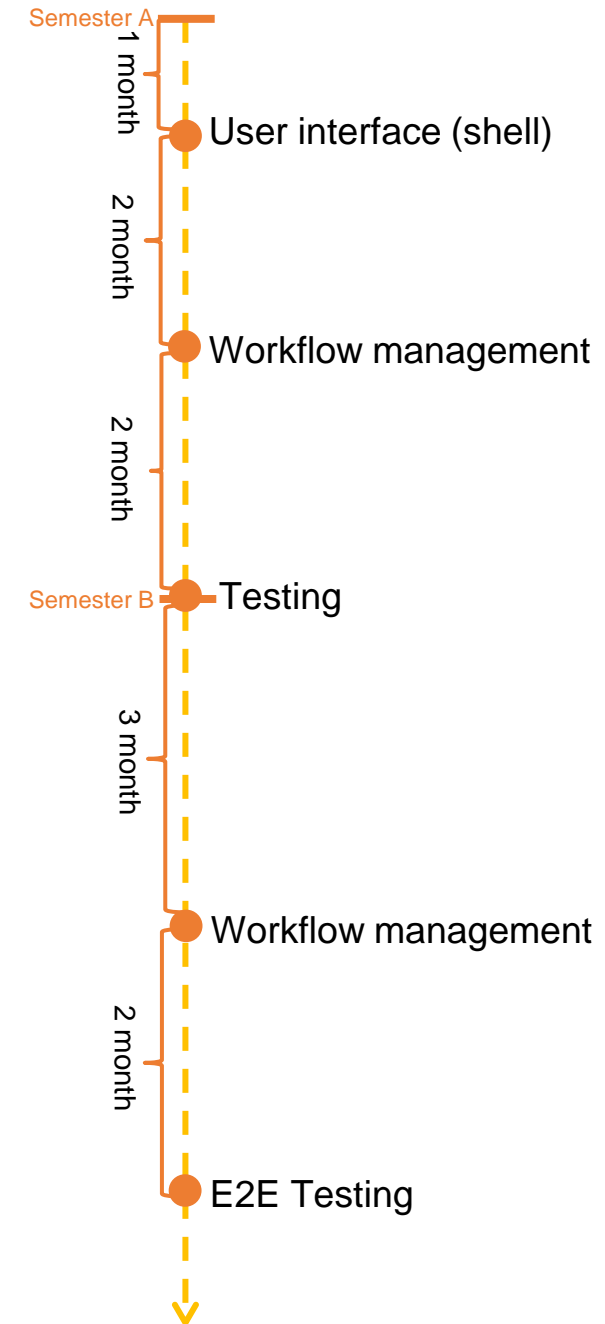 Semester A
1 month
User interface (shell)
2 month
Workflow management
2 month
Semester B
Testing
3 month
Workflow management
2 month
E2E Testing